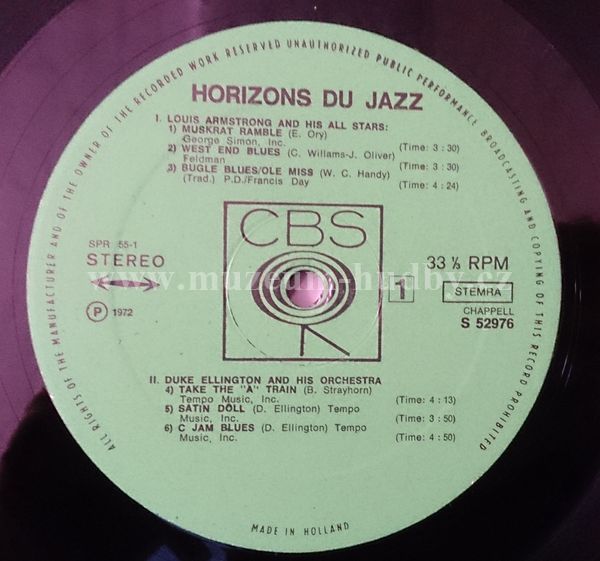 ALL RIGHTS OF THE MANUFACTURER AND OF THE OWNER OF THE RECORDED WORK RESERVED UNAUTHORIZED PUBLIC PERFORMANCE BROADCASTING AND COPYING OF THIS RECORD PROHIBITED
HORIZONS DU JAZZ
I. LOUIS ARMSTRONG AND HIS ALL STARS:
1) MUSKRAT RAMBLE (E. Ory)
George Simon, Inc. (Time: 3 : 30)
2) WEST END BLUES (C. Willams-J. Oliver)
Feldman (Time: 3 : 30)
3) BUGLE BLUES/OLE MISS (W. C. Handy)
(Trad.) P.D./Francis Day (Time: 4 : 24)
CBS
SPR 55-1
STEREO
P 1972
33 ⅓ RPM
1 STEMRA
CHAPPELL
S 52976
www.muzeum-hudby.cz
II. DUKE ELLINGTON AND HIS ORCHESTRA
4) TAKE THE "A" TRAIN (B. Strayhorn)
Tempo Music, Inc. (Time: 4 : 13)
5) SATIN DOLL (D. Ellington) Tempo
Music, Inc. (Time: 3 : 50)
6) C JAM BLUES (D. Ellington) Tempo
Music, Inc. (Time: 4 : 50)
MADE IN HOLLAND